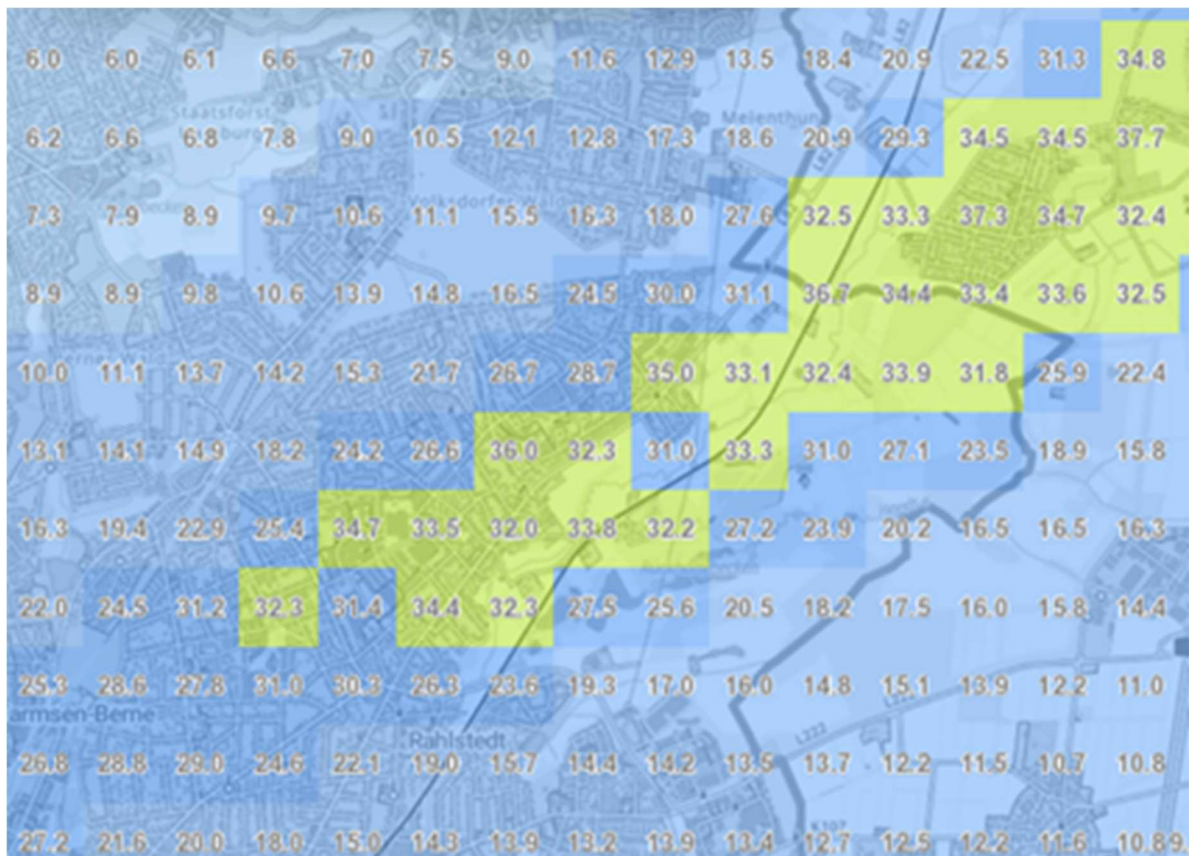 6.0 6.0 6.1 6.6 7.0 7.5 9.0 11.6 12.9 13.5 18.4 20.9 22.5 31.3 34.8
L82
Staatsforst
Meienthun
6.2 6.6 6.8 7.8 9.0 10.5 12.1 12.8 17.3 18.6 20.9 29.3 34.5 34.5 37.7
L82
Volksdorfer Wald
7.3 7.9 8.9 9.7 10.6 11.1 15.5 16.3 18.0 27.6 32.5 33.3 37.3 34.7 32.4
8.9 8.9 9.8 10.6 13.9 14.8 16.5 24.5 30.0 31.1 36.7 34.4 33.4 33.6 32.5
10.0 11.1 13.7 14.2 15.3 21.7 26.7 28.7 35.0 33.1 32.4 33.9 31.8 25.9 22.4
13.1 14.1 14.9 18.2 24.2 26.6 36.0 32.3 31.0 33.3 31.0 27.1 23.5 18.9 15.8
16.3 19.4 22.9 25.4 34.7 33.5 32.0 33.8 32.2 27.2 23.9 20.2 16.5 16.5 16.3
22.0 24.5 31.2 32.3 31.4 34.4 32.3 27.5 25.6 20.5 18.2 17.5 16.0 15.8 14.4
25.3 28.6 27.8 31.0 30.3 26.3 23.6 19.3 17.0 16.0 14.8 15.1 13.9 12.2 11.0
armsen-Berne
L222
Rahlstedt
L222
26.8 28.8 29.0 24.6 22.1 19.0 15.7 14.4 14.2 13.5 13.7 12.2 11.5 10.7 10.8
K107
27.2 21.6 20.0 18.0 15.0 14.3 13.9 13.2 13.9 13.4 12.7 12.5 12.2 11.6 10.8 9.